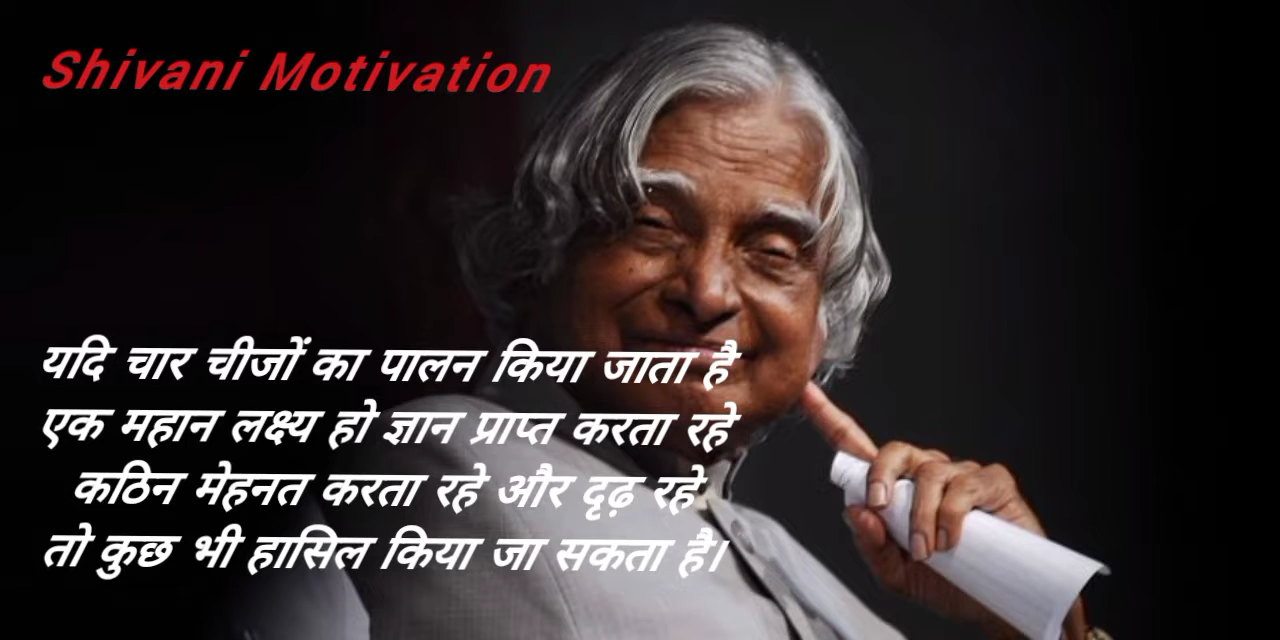 Shivani Motivation
यदि चार चीजों का पालन किया जाता है
एक महान लक्ष्य हो ज्ञान प्राप्त करता रहे
कठिन मेहनत करता रहे और दृढ़ रहे
तो कुछ भी हासिल किया जा सकता है।